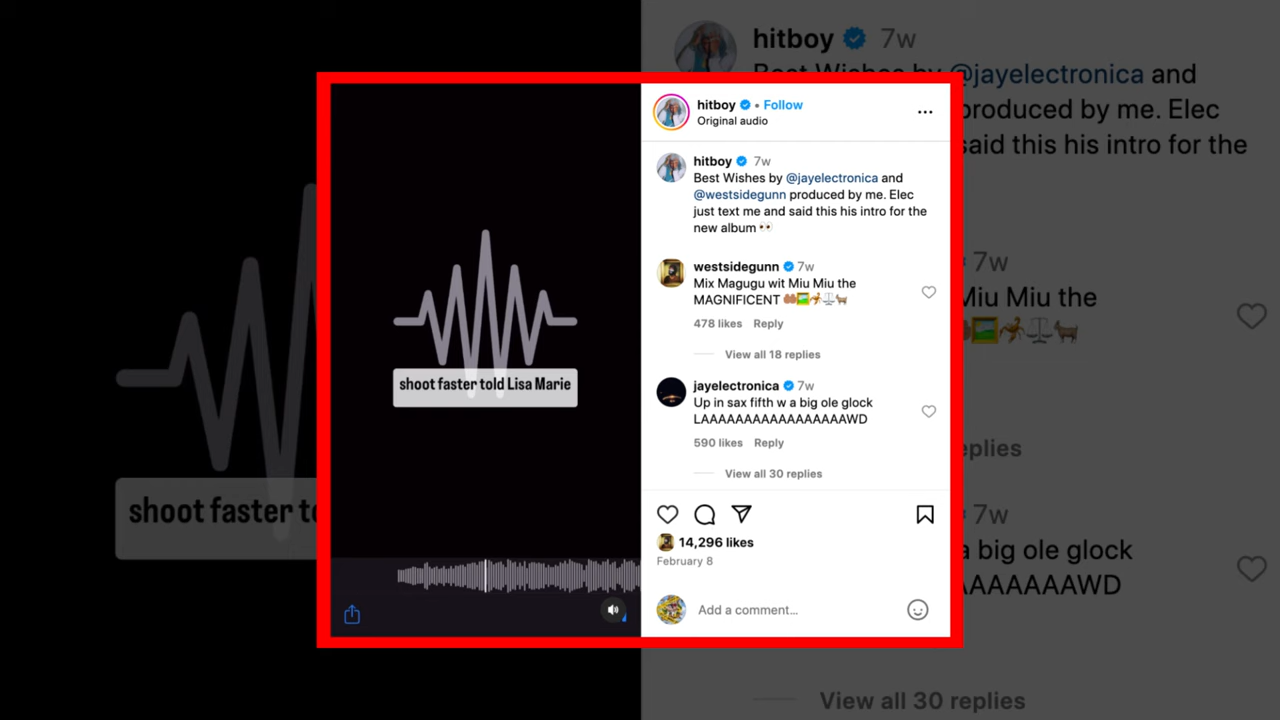 hitboy 7w
Best Wishes by @jayelectronica and
produced by me. Elec
said this his intro for the
7w
Miu Miu the
replies
7w
a big ole glock
AAAAAAWD
View all 30 replies
shoot faster to
hitboy • Follow
Original audio
hitboy 7w
Best Wishes by @jayelectronica and
@westsidegunn produced by me. Elec
just text me and said this his intro for the
new album 👀
westsidegunn 7w
Mix Magugu wit Miu Miu the
MAGNIFICENT 🤲🏾🖼️🦂⚖️🐐
478 likes Reply
View all 18 replies
jayelectronica 7w
Up in sax fifth w a big ole glock
LAAAAAAAAAAAAAAAAAWD
590 likes Reply
View all 30 replies
14,296 likes
February 8
Add a comment...
shoot faster told Lisa Marie